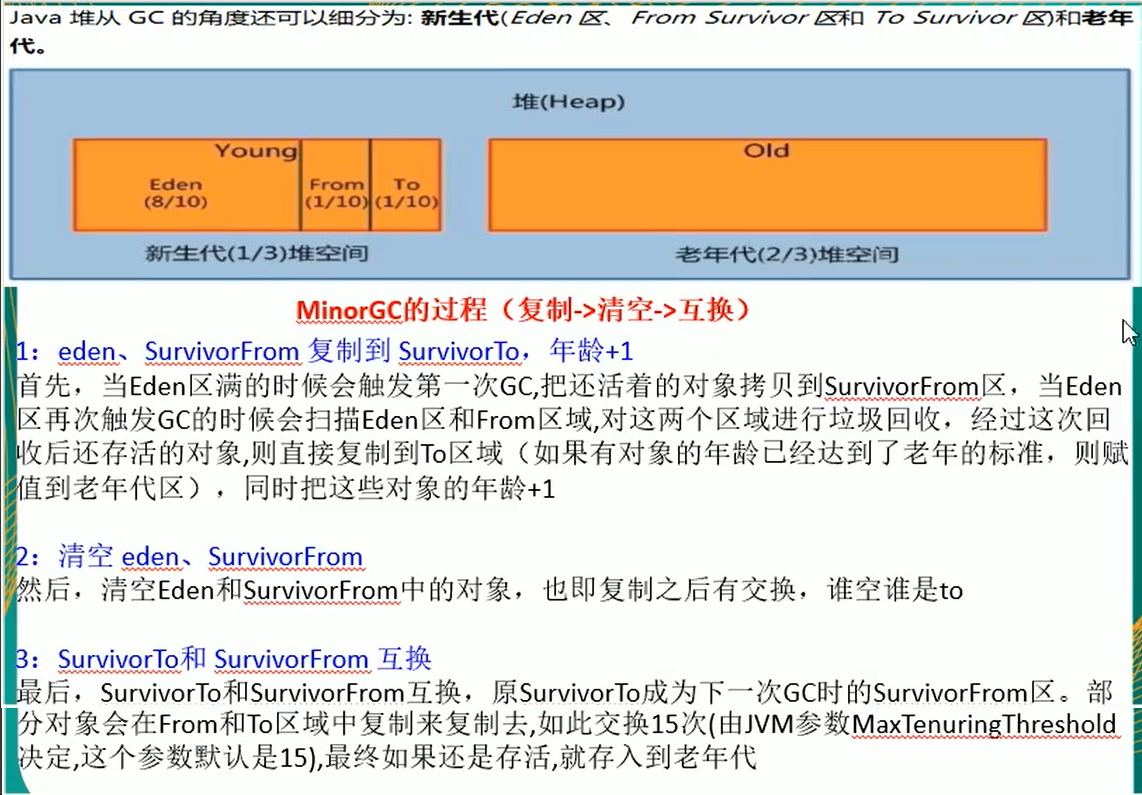 Java 堆从 GC 的角度还可以细分为: 新生代(Eden 区、From Survivor 区和 To Survivor 区)和老年
代。
堆(Heap)
Young
Eden
(8/10)
From
(1/10)
To
(1/10)
Old
新生代(1/3)堆空间
老年代(2/3)堆空间
MinorGC的过程（复制->清空->互换）
1：eden、SurvivorFrom 复制到 SurvivorTo，年龄+1
首先，当Eden区满的时候会触发第一次GC,把还活着的对象拷贝到SurvivorFrom区，当Eden
区再次触发GC的时候会扫描Eden区和From区域,对这两个区域进行垃圾回收，经过这次回
收后还存活的对象,则直接复制到To区域（如果有对象的年龄已经达到了老年的标准，则赋
值到老年代区），同时把这些对象的年龄+1
2：清空 eden、SurvivorFrom
然后，清空Eden和SurvivorFrom中的对象，也即复制之后有交换，谁空谁是to
3：SurvivorTo和 SurvivorFrom 互换
最后，SurvivorTo和SurvivorFrom互换，原SurvivorTo成为下一次GC时的SurvivorFrom区。部
分对象会在From和To区域中复制来复制去,如此交换15次(由JVM参数MaxTenuringThreshold
决定,这个参数默认是15),最终如果还是存活,就存入到老年代